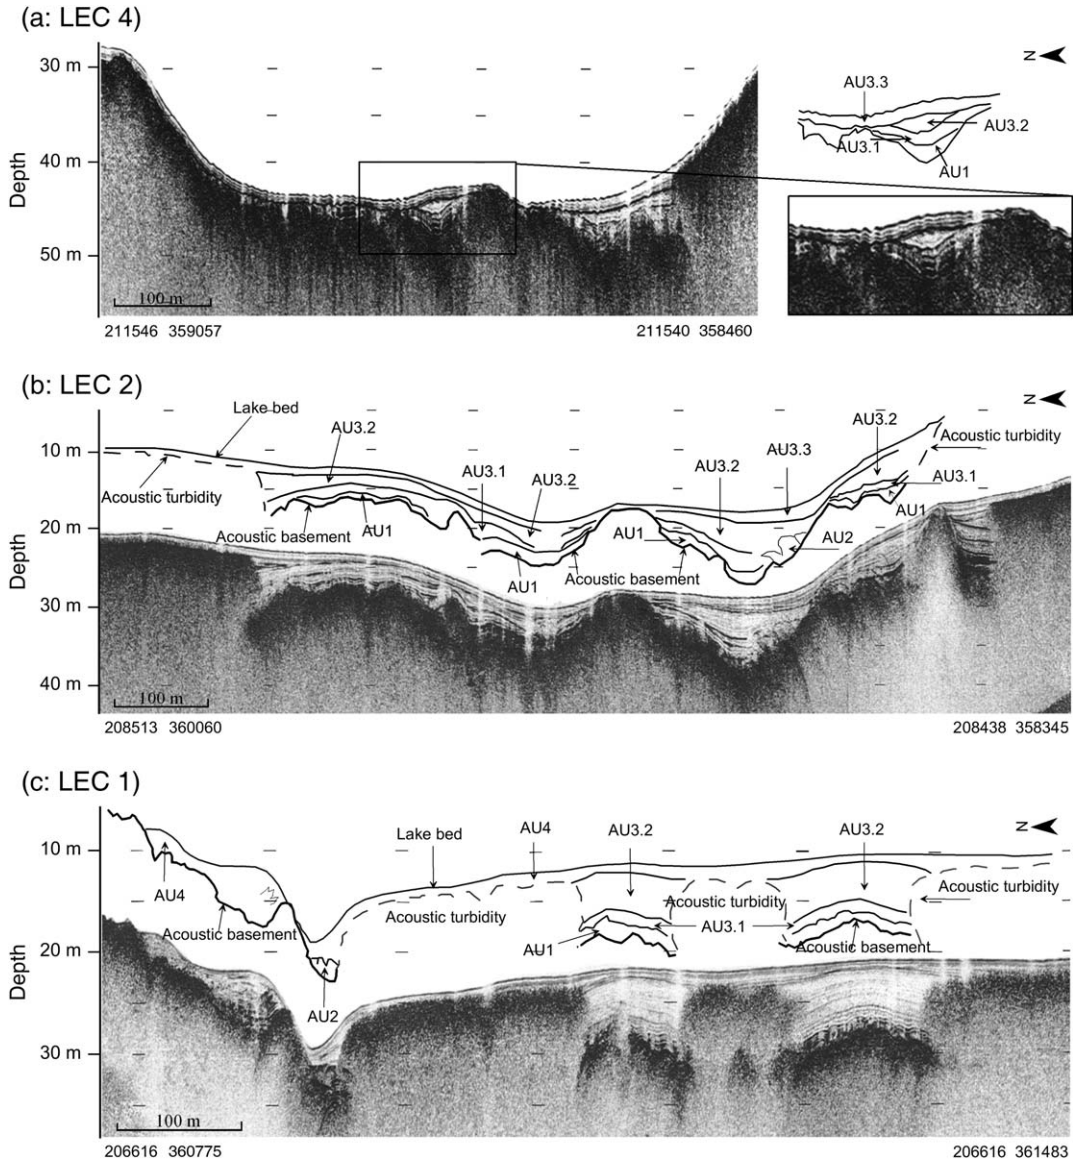 (a: LEC 4)
30 m
40 m
50 m
Depth
N
AU3.3
AU3.2
AU3.1
AU1
100 m
211546 359057
211540 358460
(b: LEC 2)
N
Lake bed
AU3.2
AU3.2
AU3.3
AU3.2
Acoustic turbidity
10 m
AU3.1
AU3.2
AU3.1
Acoustic turbidity
AU1
20 m
Acoustic basement
AU1
AU1
AU2
AU1
Acoustic basement
Depth
30 m
40 m
100 m
208513 360060
208438 358345
(c: LEC 1)
N
Lake bed
AU4
AU3.2
AU3.2
10 m
AU4
Acoustic turbidity
Acoustic turbidity
Acoustic turbidity
AU3.1
Acoustic basement
AU1
Acoustic basement
20 m
Depth
AU2
30 m
100 m
206616 360775
206616 361483